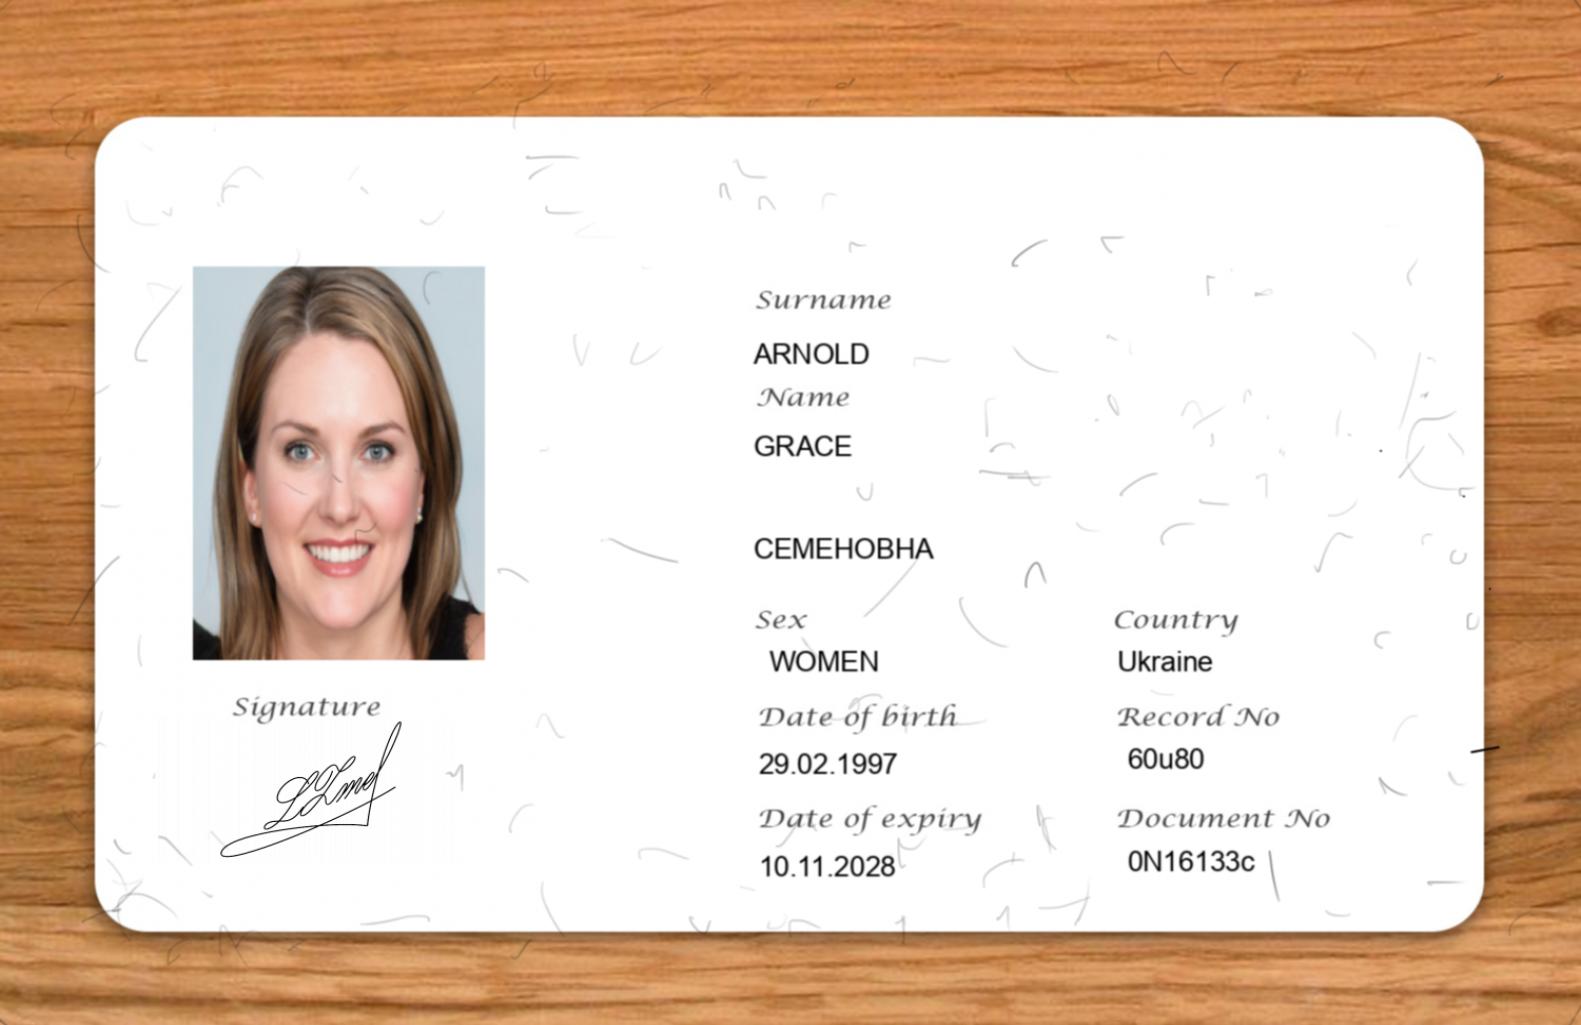 Surname
ARNOLD
Name
GRACE
CEMEHOBHA
Sex
WOMEN
Country
Ukraine
Date of birth
29.02.1997
Record No
60u80
Date of expiry
10.11.2028
Document No
0N16133c
Signature